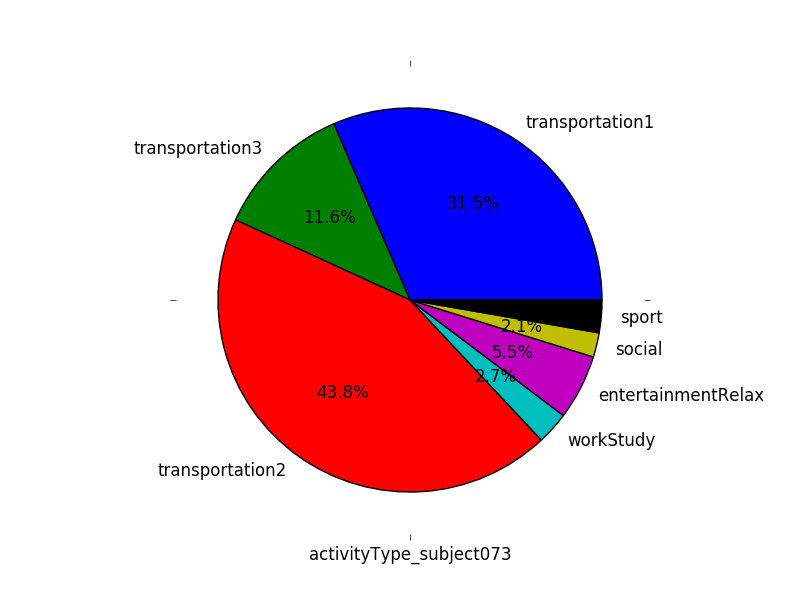 transportation1
transportation3
31.5%
11.6%
sport
2.1%
social
5.5%
2.7%
43.8%
entertainmentRelax
workStudy
transportation2
activityType_subject073